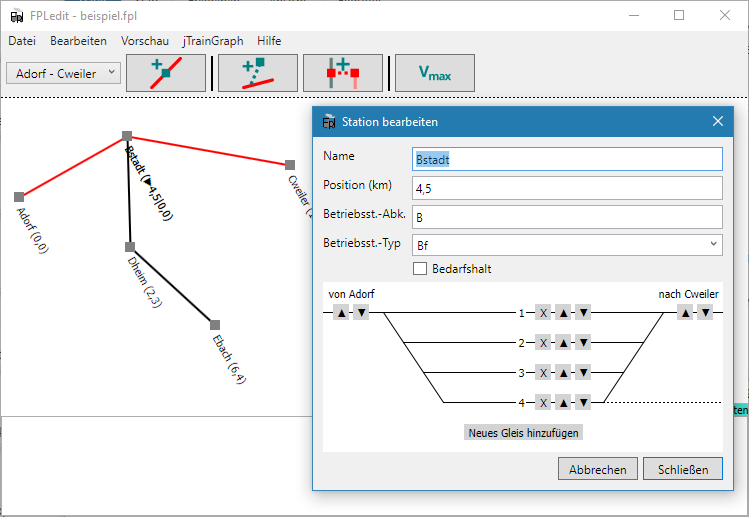 FPLedit - beispiel.fpl
Datei Bearbeiten Vorschau jTrainGraph Hilfe
Adorf - Cweiler
Vmax
Adorf (0,0)
Bstadt (▶4,5|0,0)
Cweiler
Dheim (2,3)
Ebach (6,4)
Station bearbeiten
Name Bstadt
Position (km) 4,5
Betriebsst.-Abk. B
Betriebsst.-Typ Bf
Bedarfshalt
von Adorf nach Cweiler
▲ ▼ 1 X ▲ ▼ ▲ ▼
2 X ▲ ▼
3 X ▲ ▼
4 X ▲ ▼
Neues Gleis hinzufügen
Abbrechen Schließen